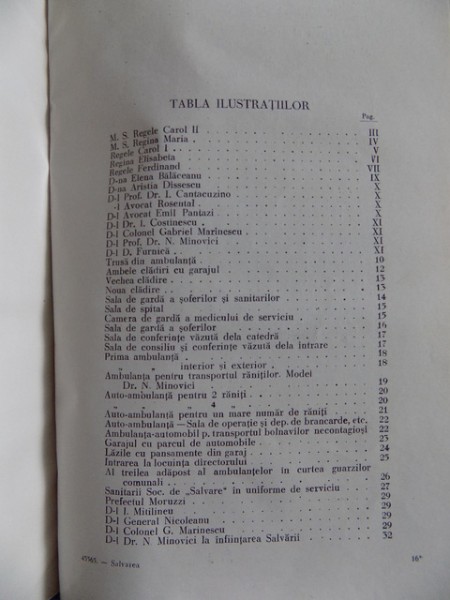 TABLA ILUSTRAȚIILOR
Pag.
M. S. Regele Carol II . . . . . . . . . . III
M. S. Regina Maria . . . . . . . . . . IV
Regele Carol I . . . . . . . . . . V
Regina Elisabeta . . . . . . . . . . VI
Regele Ferdinand . . . . . . . . . . VII
D-na Elena Bălăceanu . . . . . . . . . . IX
D-na Aristia Dissescu . . . . . . . . . . X
D-l Prof. Dr. I. Cantacuzino . . . . . . . . . . X
-l Avocat Rosental . . . . . . . . . . X
D-l Avocat Emil Pantazi . . . . . . . . . . X
D-l Dr. I. Costinescu . . . . . . . . . . XI
D-l Colonel Gabriel Marinescu . . . . . . . . . . XI
D-l Prof. Dr. N. Minovici . . . . . . . . . . XI
D-l D. Furnică . . . . . . . . . . XI
Trusă din ambulanță . . . . . . . . . . 10
Ambele clădiri cu garajul . . . . . . . . . . 12
Vechea clădire . . . . . . . . . . 13
Noua clădire . . . . . . . . . . 13
Sala de gardă a șoferilor și sanitarilor . . . . . 14
Sala de spital . . . . . . . . . . 15
Camera de gardă a medicului de serviciu . . . . . 15
Sala de gardă a șoferilor . . . . . . . . . . 16
Sala de conferințe văzută dela catedră . . . . . 17
Sala de consiliu și conferințe văzută dela intrare . . . 17
Prima ambulanță . . . . . . . . . . 18
„ „ interior și exterior . . . . . 18
Ambulanța pentru transportul răniților. Model
Dr. N. Minovici . . . . . . . . . . 19
Auto-ambulanță pentru 2 răniți . . . . . . . . . . 20
„ „ „ 4 „ . . . . . . . . . . 20
Auto-ambulanță pentru un mare număr de răniți . . . 21
Auto-ambulanță — Sala de operație și dep. de brancarde, etc. 22
Ambulanța-automobil p. transportul bolnavilor necontagioși 22
Garajul cu parcul de automobile . . . . . . . . . . 23
Lăzile cu pansamente din garaj . . . . . . . . . . 24
Intrarea la locuința directorului . . . . . . . . . . 25
Al treilea adăpost al ambulanțelor în curtea guarzilor
comunali . . . . . . . . . . 26
Sanitarii Soc. de „Salvare” în uniforme de serviciu . . 27
Prefectul Moruzzi . . . . . . . . . . 29
D-l I. Mitilineu . . . . . . . . . . 29
D-l General Nicoleanu . . . . . . . . . . 29
D-l Colonel G. Marinescu . . . . . . . . . . 29
D-l Dr. N. Minovici la înființarea Salvării . . . . . 32
— Salvarea 16*